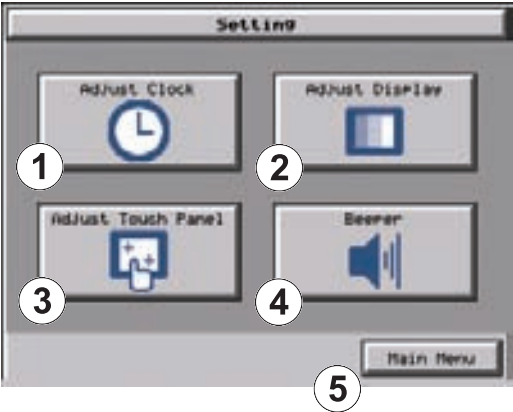 Setting
Adjust Clock
1
Adjust Display
2
Adjust Touch Panel
3
Beeper
4
Main Menu
5